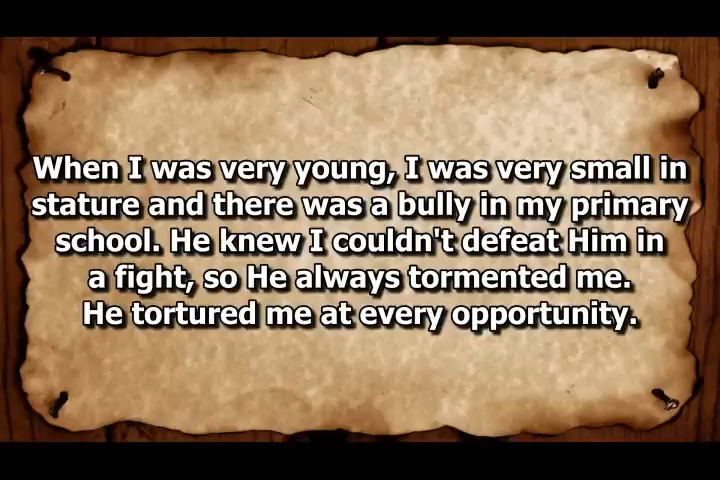 When I was very young, I was very small in
stature and there was a bully in my primary
school. He knew I couldn't defeat Him in
a fight, so He always tormented me.
He tortured me at every opportunity.